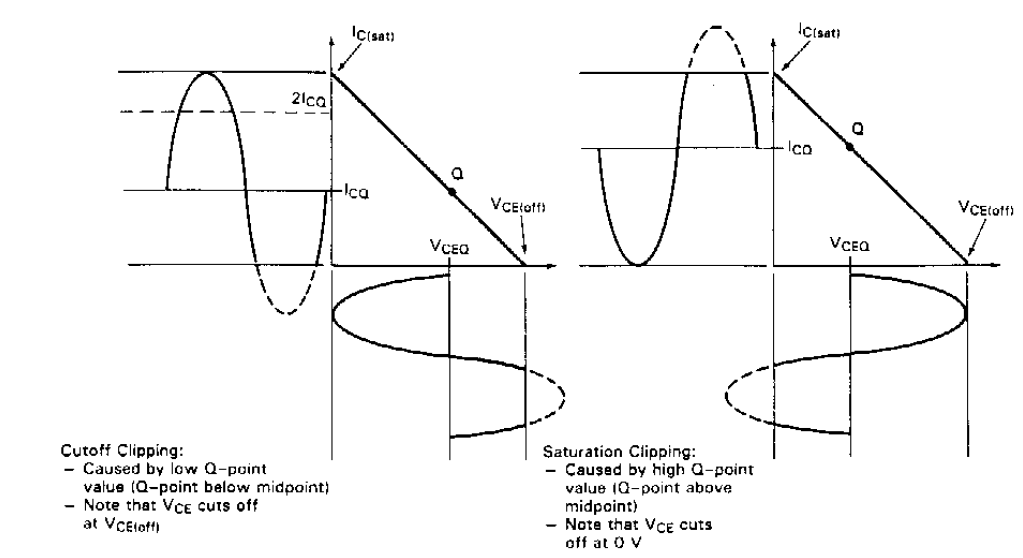 IC(sat)
2ICQ
Q
ICQ
VCE(off)
VCEQ
IC(sat)
Q
ICQ
VCE(off)
VCEQ
Cutoff Clipping:
– Caused by low Q-point
value (Q-point below midpoint)
– Note that VCE cuts off
at VCE(off)
Saturation Clipping:
– Caused by high Q-point
value (Q-point above
midpoint)
– Note that VCE cuts
off at 0 V